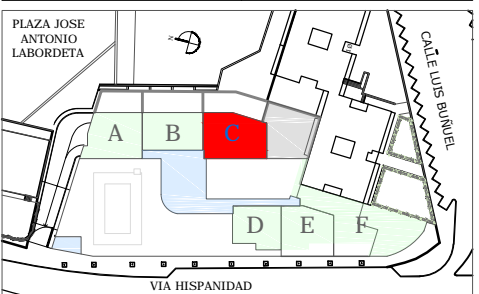 PLAZA JOSE
ANTONIO
LABORDETA
N
CALLE LUIS BUÑUEL
A
B
C
D
E
F
VIA HISPANIDAD